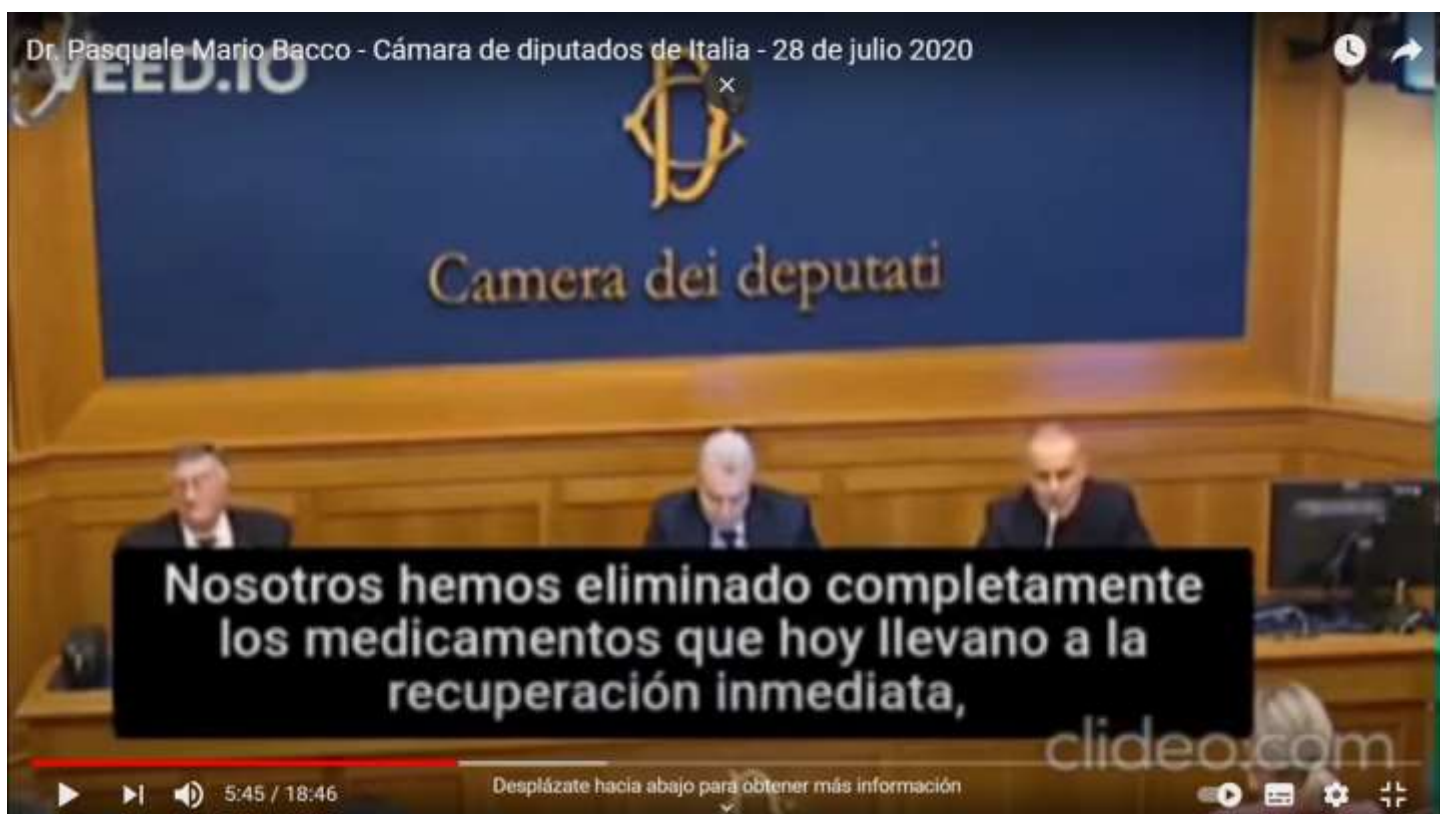 Dr. Pasquale Mario Bacco - Cámara de diputados de Italia - 28 de julio 2020
VEED.IO
Camera dei deputati
Nosotros hemos eliminado completamente
los medicamentos que hoy llevano a la
recuperación inmediata,
clideo.com
5:45 / 18:46
Desplázate hacia abajo para obtener más información